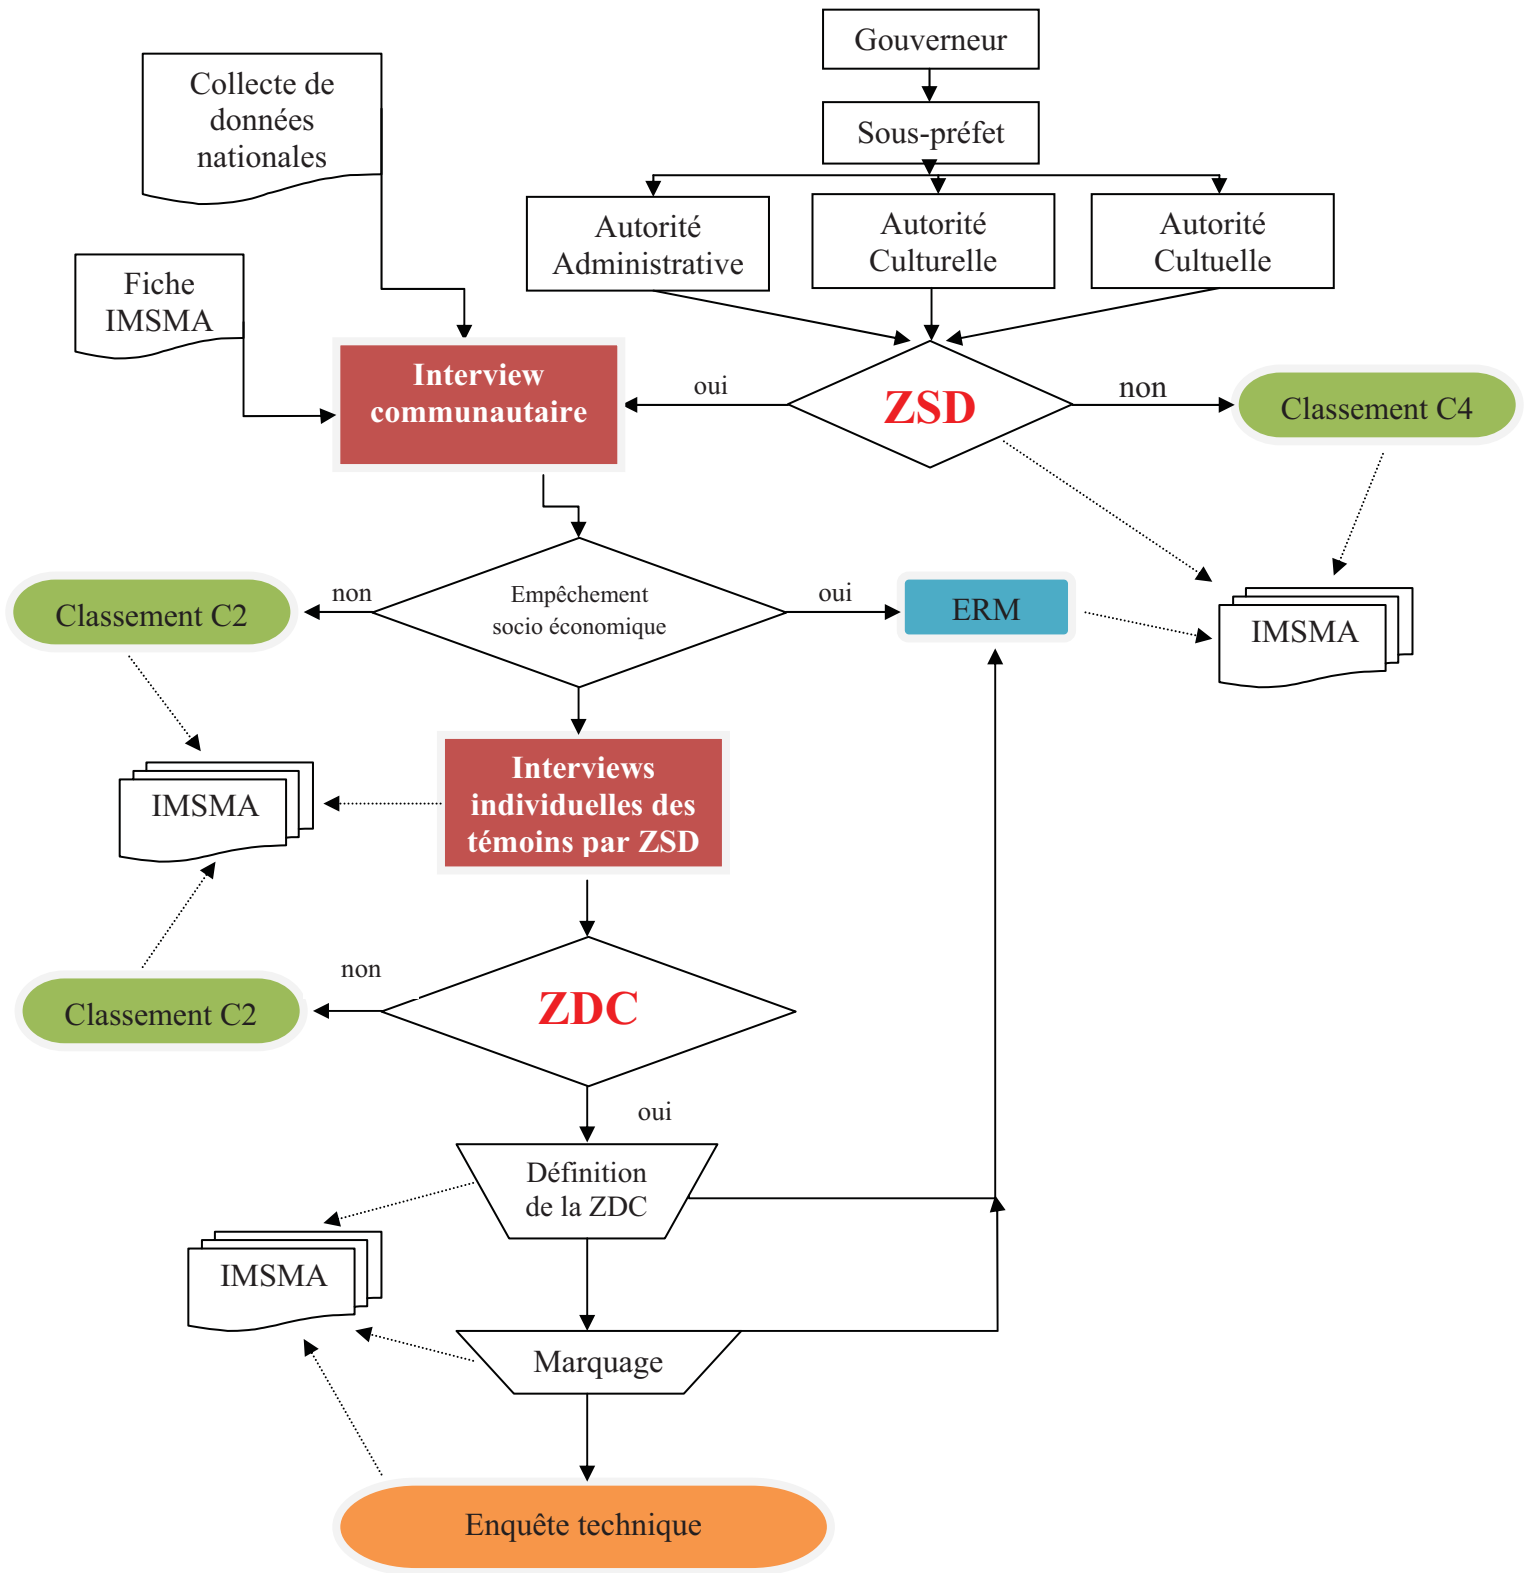 Gouverneur
Collecte de
données
nationales
Sous-préfet
Autorité
Administrative
Autorité
Culturelle
Autorité
Cultuelle
Fiche
IMSMA
Interview
communautaire
oui
ZSD
non
Classement C4
Classement C2
non
Empêchement
socio économique
oui
ERM
IMSMA
Interviews
individuelles des
témoins par ZSD
IMSMA
non
ZDC
Classement C2
oui
Définition
de la ZDC
IMSMA
Marquage
Enquête technique